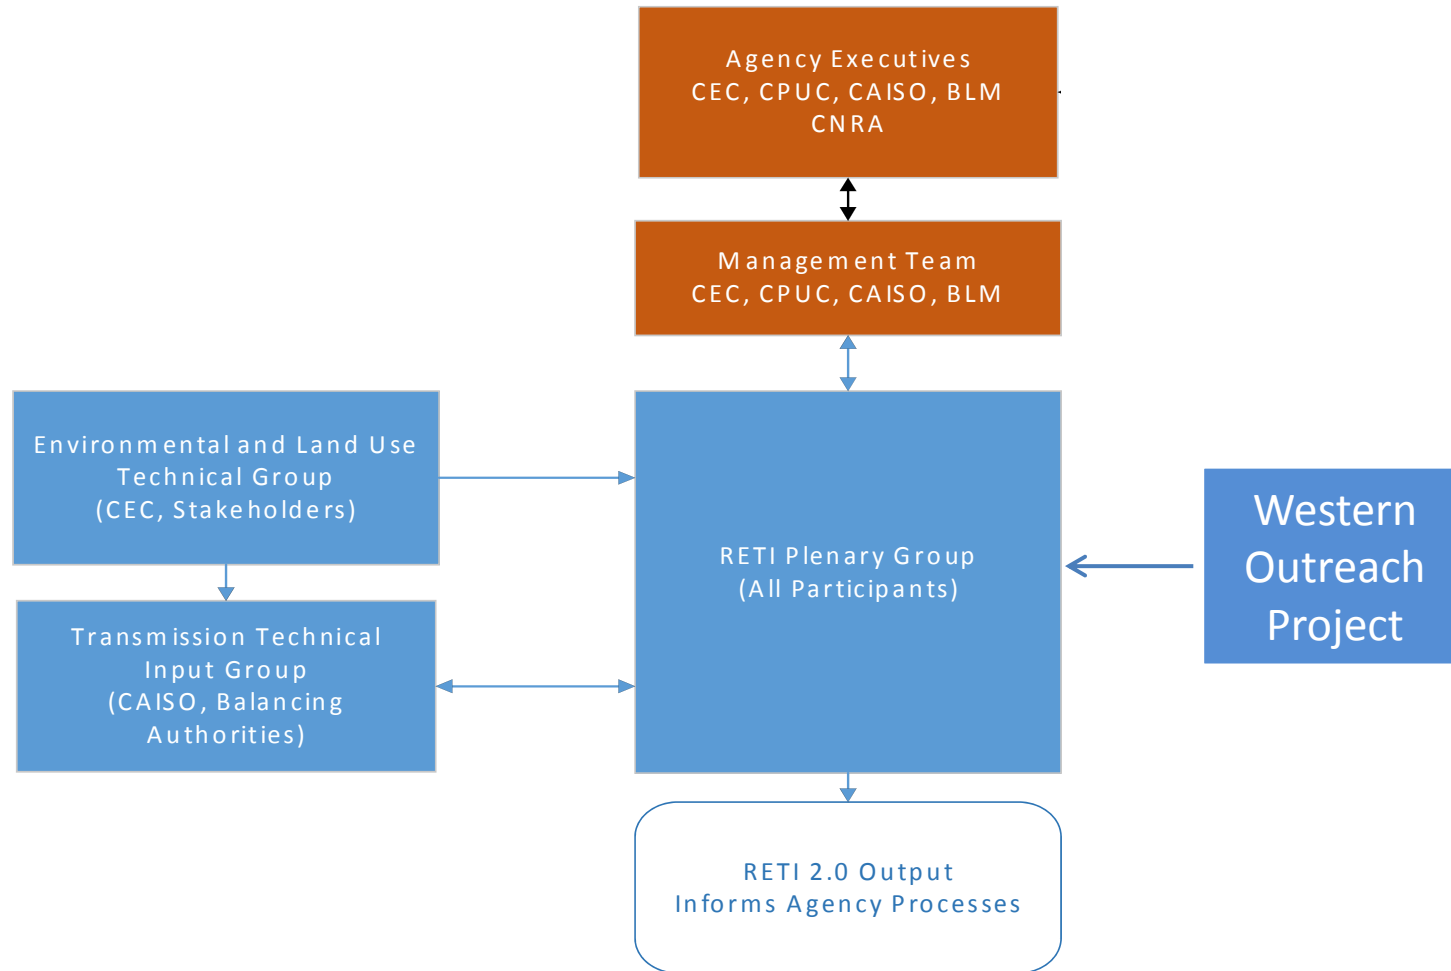 Agency Executives
CEC, CPUC, CAISO, BLM
CNRA
Management Team
CEC, CPUC, CAISO, BLM
Environmental and Land Use
Technical Group
(CEC, Stakeholders)
Transmission Technical
Input Group
(CAISO, Balancing
Authorities)
RETI Plenary Group
(All Participants)
Western
Outreach
Project
RETI 2.0 Output
Informs Agency Processes